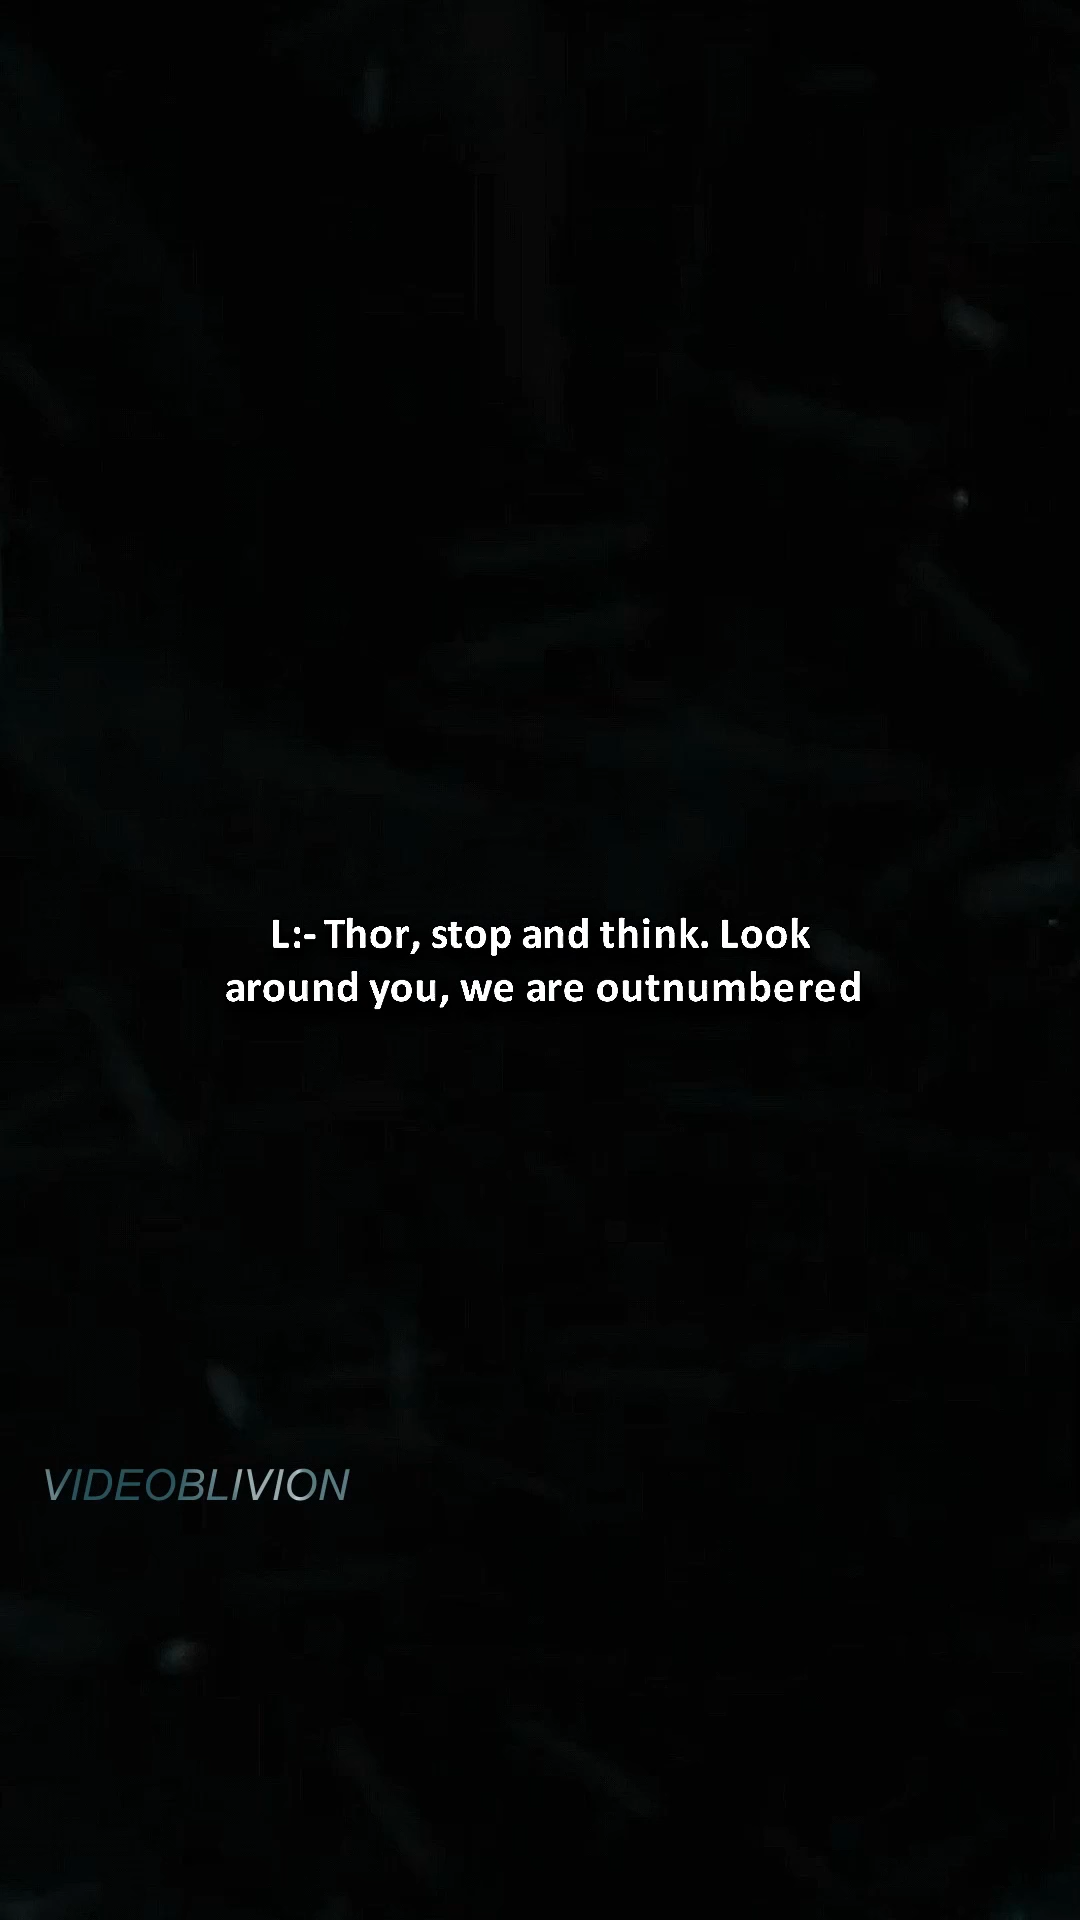 L:- Thor, stop and think. Look
around you, we are outnumbered
VIDEOBLIVION